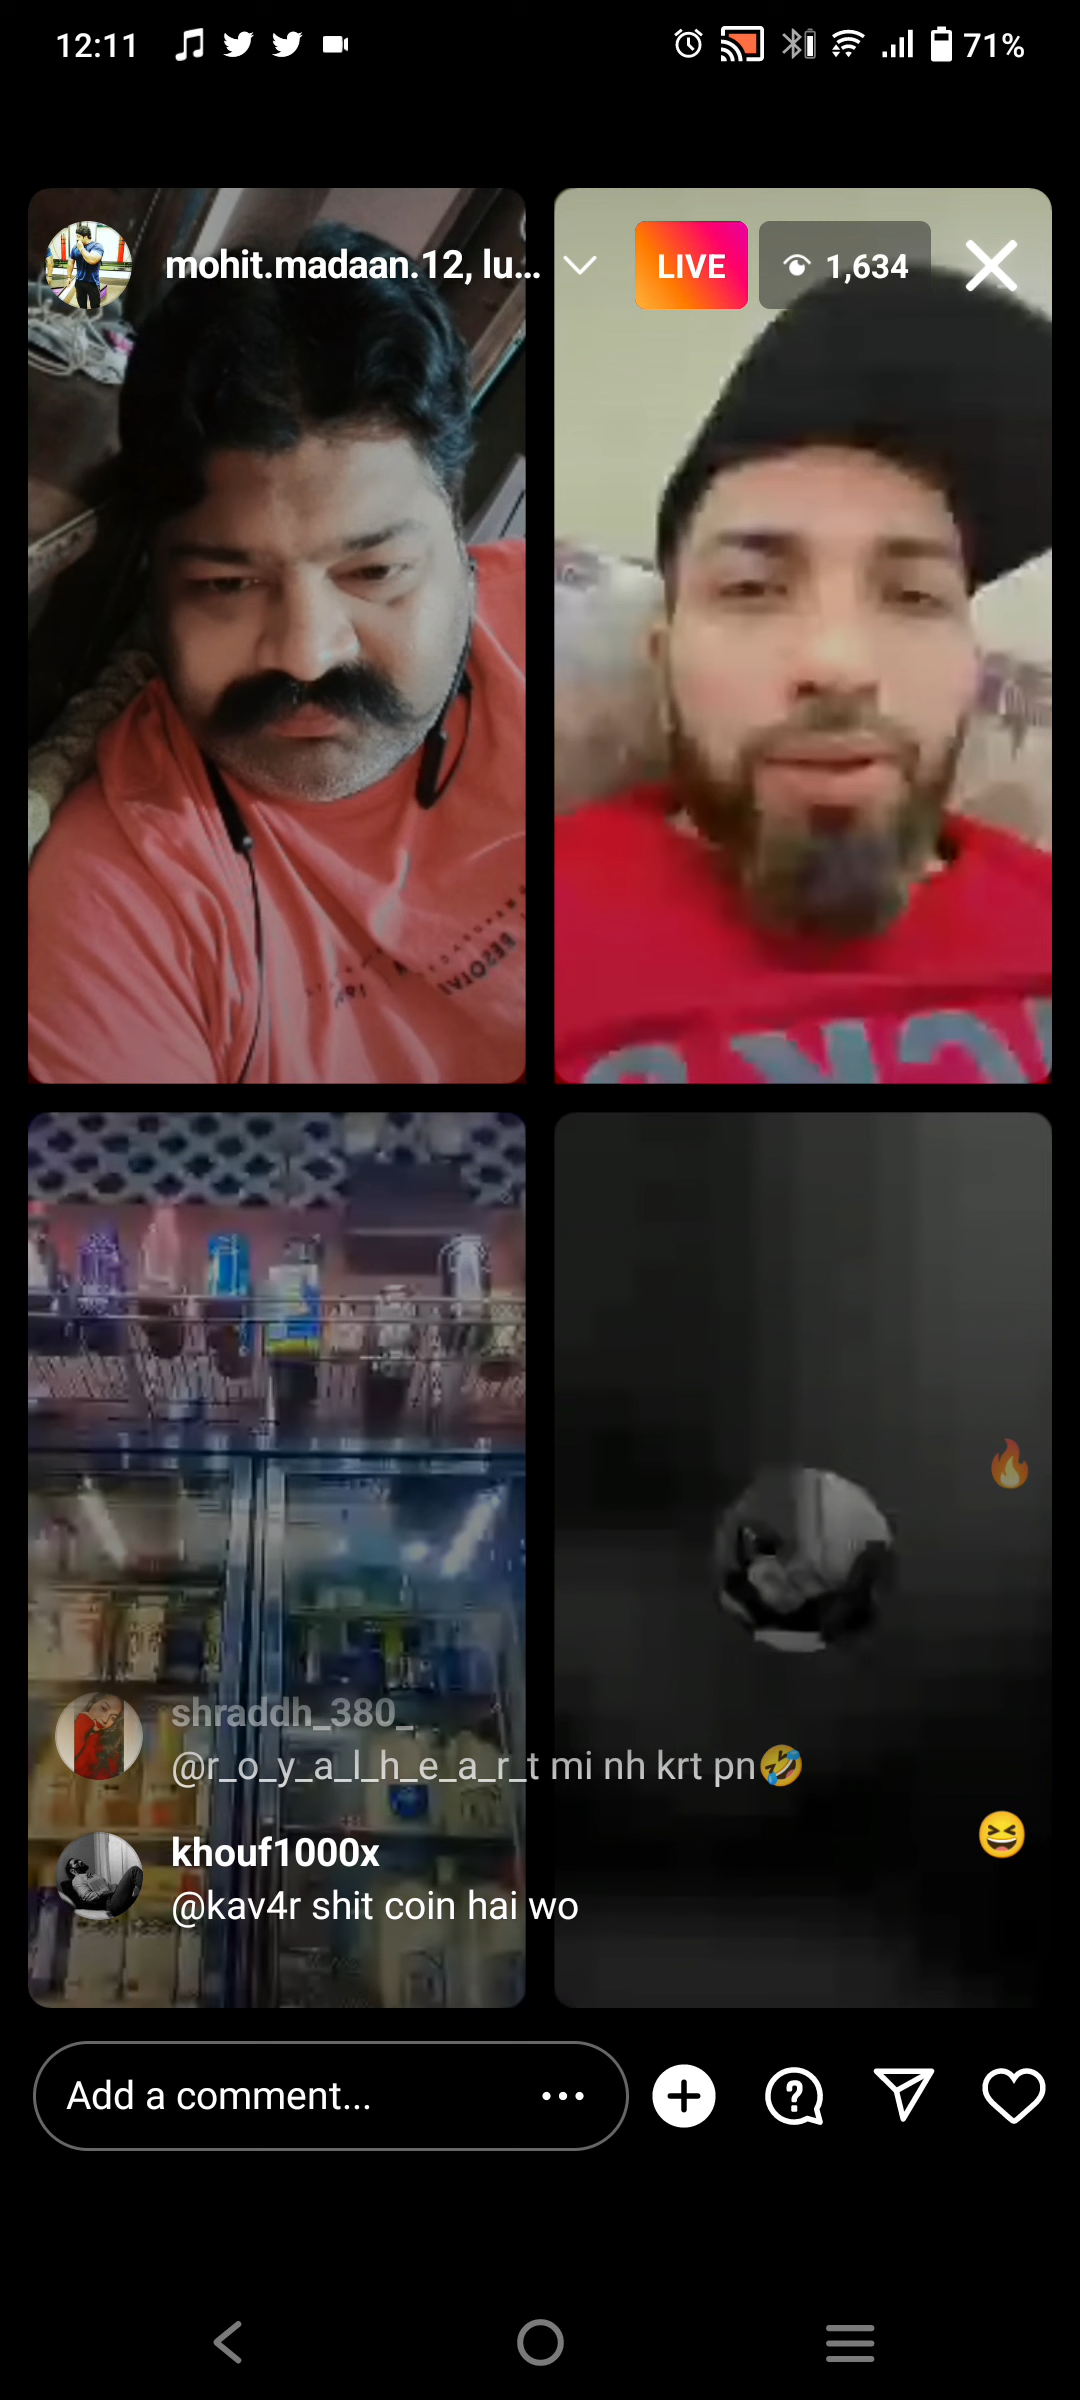 12:11
71%
mohit.madaan.12, lu...
LIVE
1,634
shraddh_380_
@r_o_y_a_l_h_e_a_r_t mi nh krt pn🤣
khouf1000x
@kav4r shit coin hai wo
Add a comment...